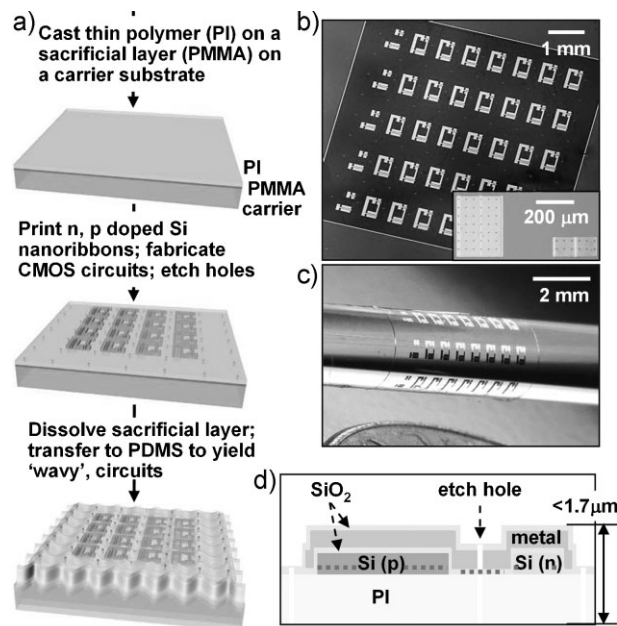 a)
Cast thin polymer (PI) on a
sacrificial layer (PMMA) on
a carrier substrate
PI
PMMA
carrier
Print n, p doped Si
nanoribbons; fabricate
CMOS circuits; etch holes
Dissolve sacrificial layer;
transfer to PDMS to yield
'wavy', circuits
b)
1 mm
200 μm
c)
2 mm
d)
SiO2
etch hole
<1.7μm
metal
Si (p)
Si (n)
PI